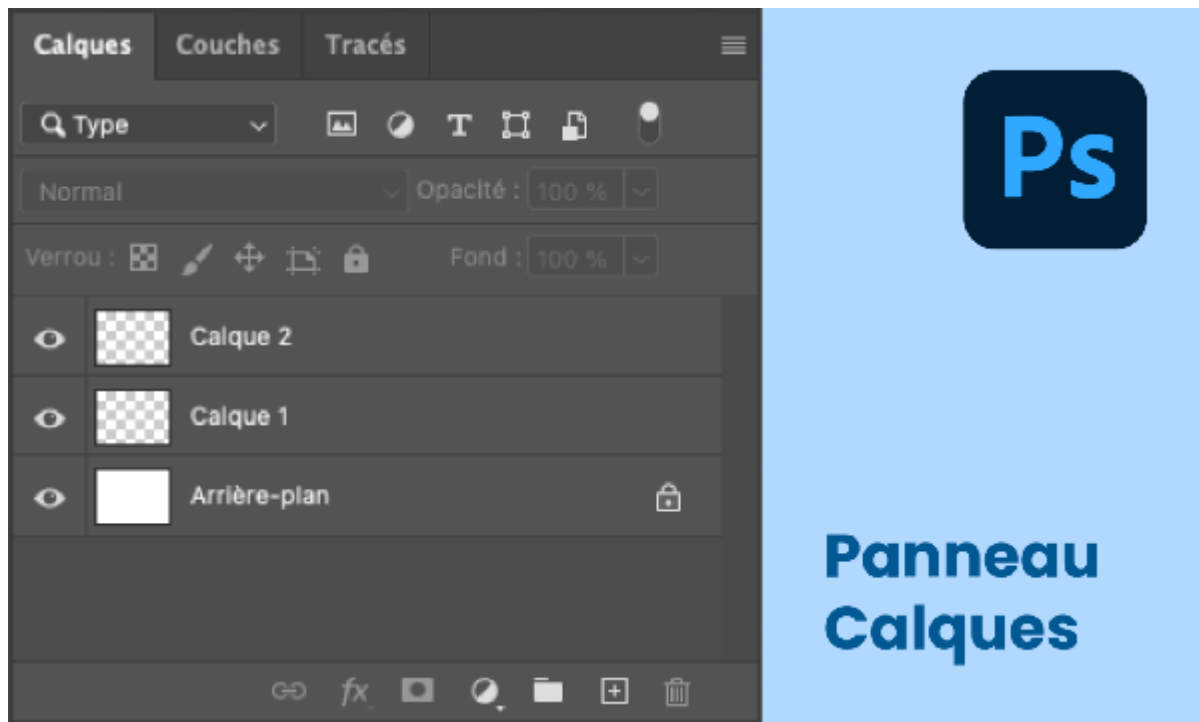 Calques Couches Tracés
Type T
Normal Opacité : 100 %
Verrou : Fond : 100 %
Calque 2
Calque 1
Arrière-plan
fx
Ps
Panneau
Calques